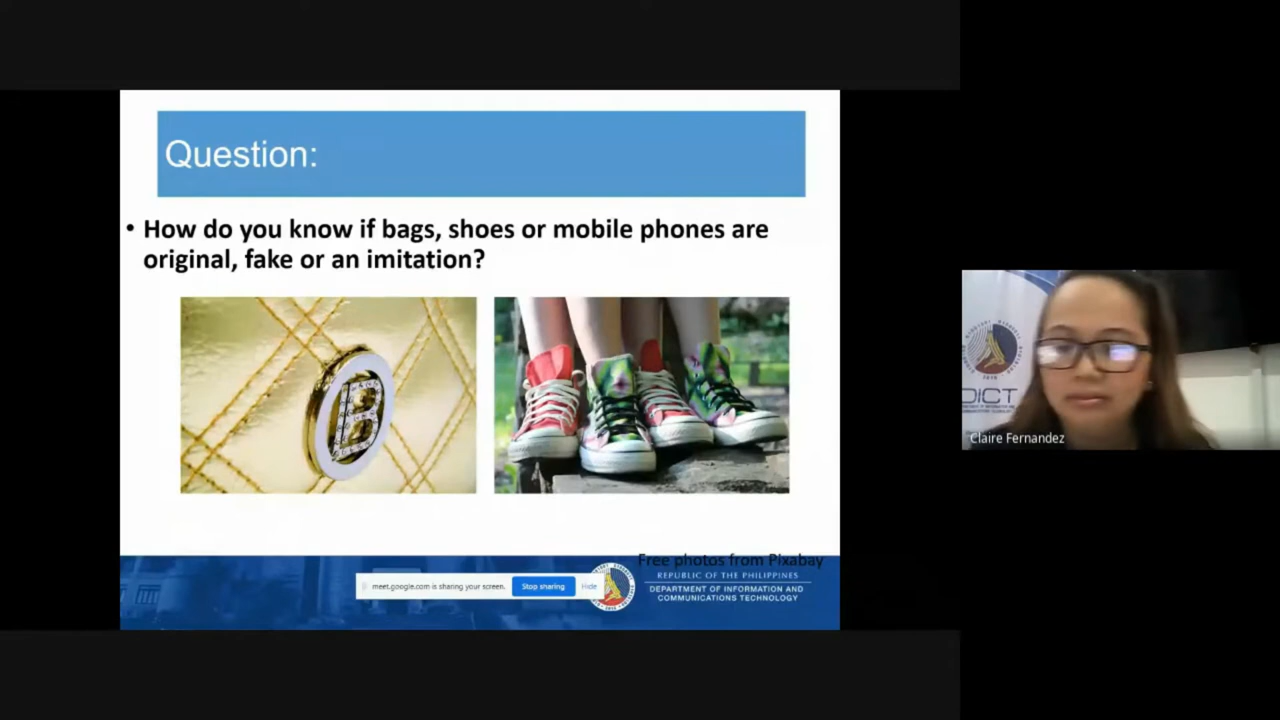 Question:
• How do you know if bags, shoes or mobile phones are
original, fake or an imitation?
B
Free photos from Pixabay
meet.google.com is sharing your screen.
Stop sharing
Hide
REPUBLIC OF THE PHILIPPINES
DEPARTMENT OF INFORMATION AND
COMMUNICATIONS TECHNOLOGY
DICT
Claire Fernandez